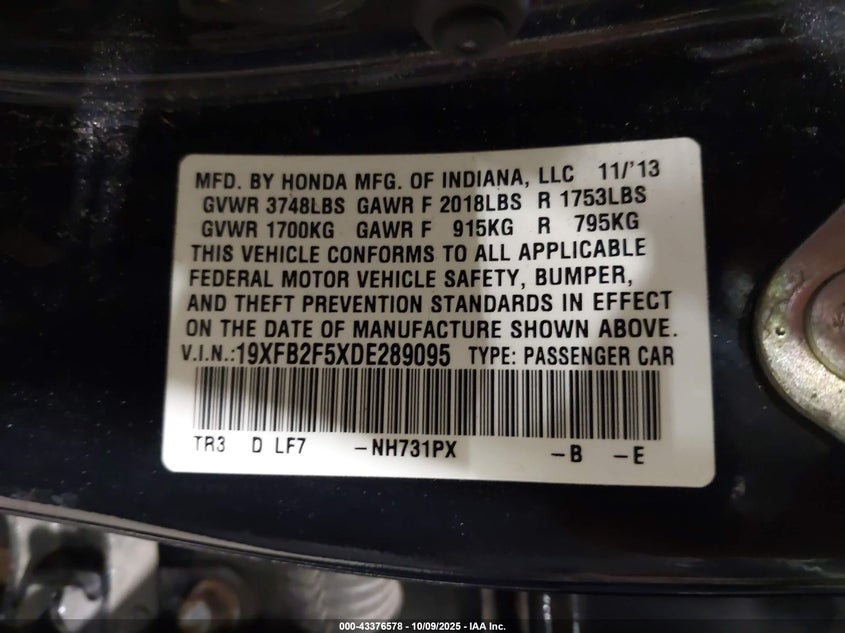 MFD. BY HONDA MFG. OF INDIANA, LLC 11/'13
GVWR 3748LBS GAWR F 2018LBS R 1753LBS
GVWR 1700KG GAWR F 915KG R 795KG
THIS VEHICLE CONFORMS TO ALL APPLICABLE
FEDERAL MOTOR VEHICLE SAFETY, BUMPER,
AND THEFT PREVENTION STANDARDS IN EFFECT
ON THE DATE OF MANUFACTURE SHOWN ABOVE.
V.I.N.:19XFB2F5XDE289095 TYPE: PASSENGER CAR
TR3 D LF7 -NH731PX -B -E
000-43376578 - 10/09/2025 - IAA Inc.